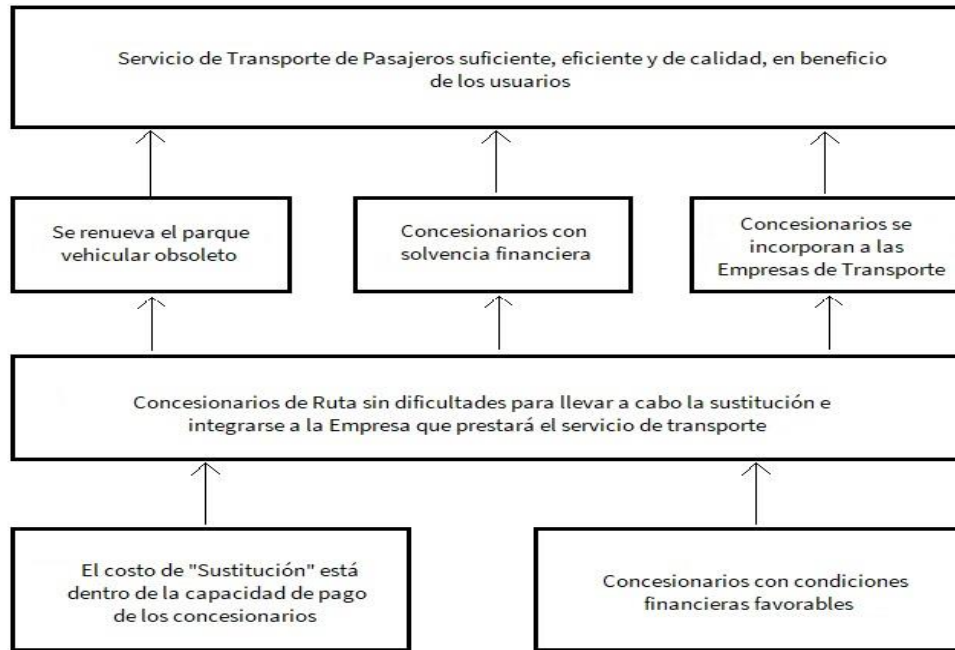 Servicio de Transporte de Pasajeros suficiente, eficiente y de calidad, en beneficio
de los usuarios
Se renueva el parque
vehicular obsoleto
Concesionarios con
solvencia financiera
Concesionarios se
incorporan a las
Empresas de Transporte
Concesionarios de Ruta sin dificultades para llevar a cabo la sustitución e
integrarse a la Empresa que prestará el servicio de transporte
El costo de "Sustitución" está
dentro de la capacidad de pago
de los concesionarios
Concesionarios con condiciones
financieras favorables